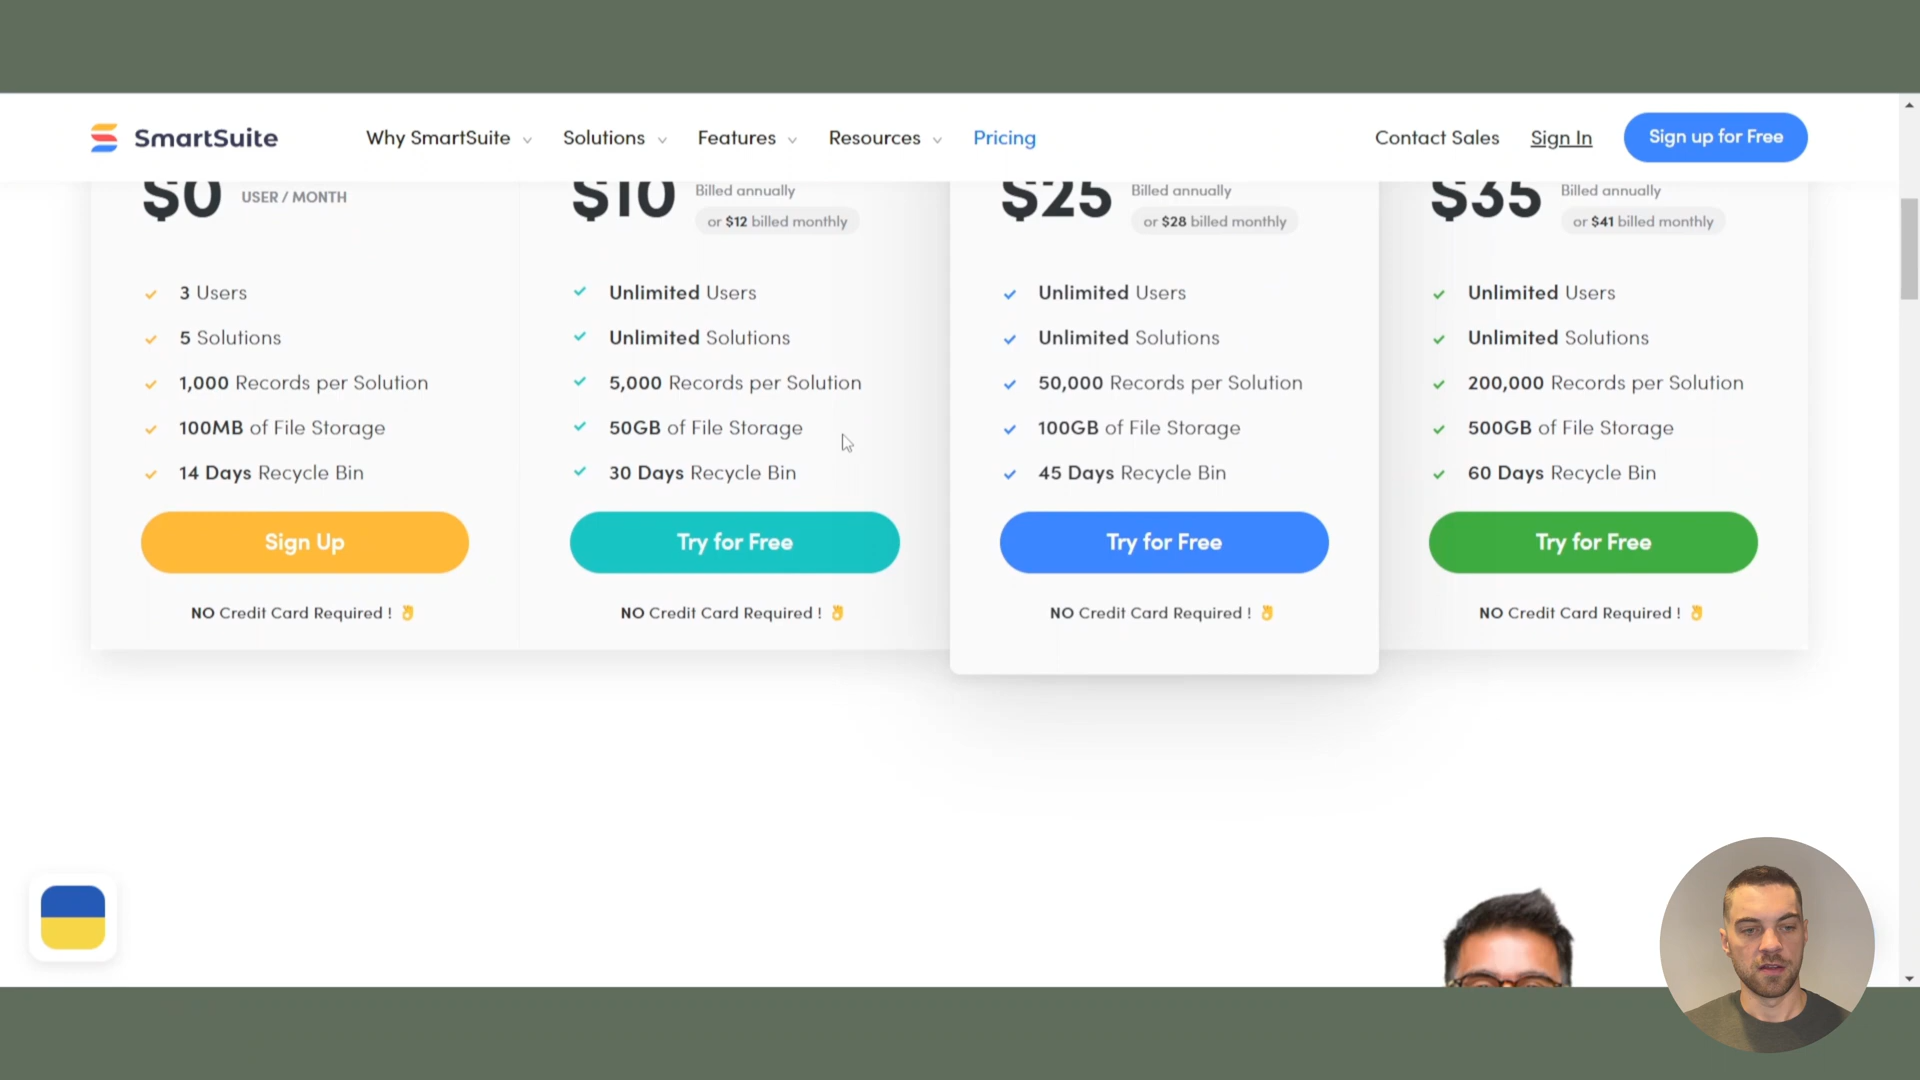 SmartSuite
Why SmartSuite
Solutions
Features
Resources
Pricing
Contact Sales
Sign In
Sign up for Free
$0
USER / MONTH
3 Users
5 Solutions
1,000 Records per Solution
100MB of File Storage
14 Days Recycle Bin
Sign Up
NO Credit Card Required !
$10
Billed annually
or $12 billed monthly
Unlimited Users
Unlimited Solutions
5,000 Records per Solution
50GB of File Storage
30 Days Recycle Bin
Try for Free
NO Credit Card Required !
$25
Billed annually
or $28 billed monthly
Unlimited Users
Unlimited Solutions
50,000 Records per Solution
100GB of File Storage
45 Days Recycle Bin
Try for Free
NO Credit Card Required !
$35
Billed annually
or $41 billed monthly
Unlimited Users
Unlimited Solutions
200,000 Records per Solution
500GB of File Storage
60 Days Recycle Bin
Try for Free
NO Credit Card Required !